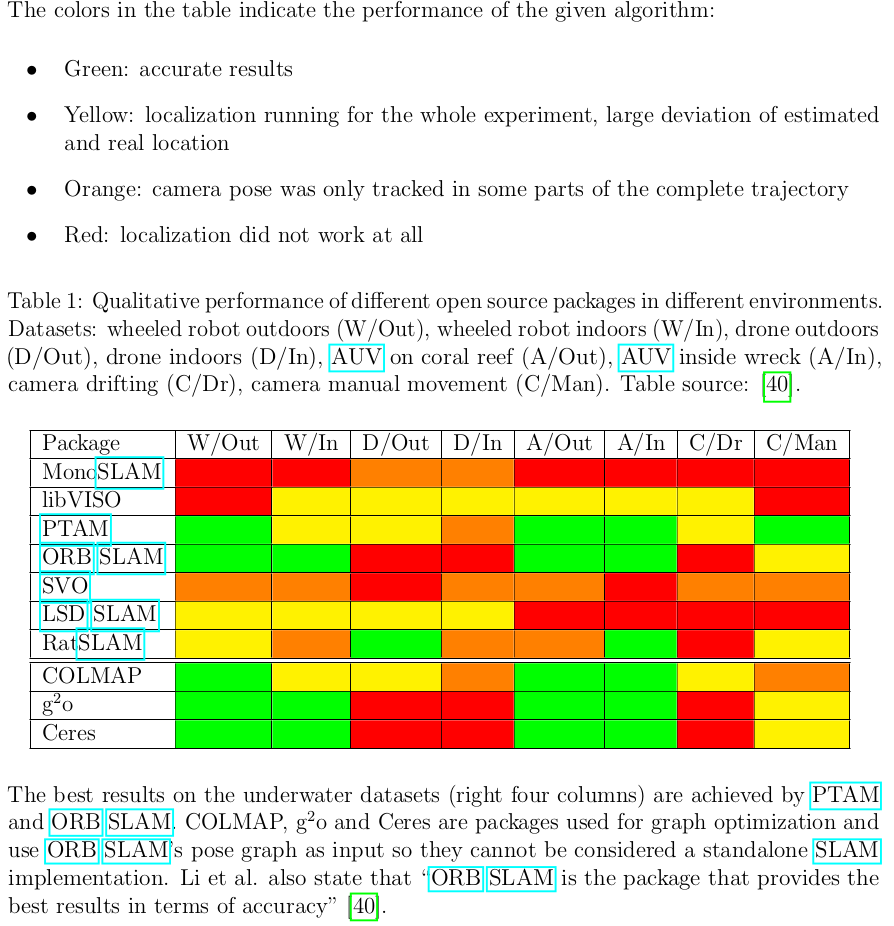 The colors in the table indicate the performance of the given algorithm:
• Green: accurate results
• Yellow: localization running for the whole experiment, large deviation of estimated
and real location
• Orange: camera pose was only tracked in some parts of the complete trajectory
• Red: localization did not work at all
Table 1: Qualitative performance of different open source packages in different environments.
Datasets: wheeled robot outdoors (W/Out), wheeled robot indoors (W/In), drone outdoors
(D/Out), drone indoors (D/In), AUV on coral reef (A/Out), AUV inside wreck (A/In),
camera drifting (C/Dr), camera manual movement (C/Man). Table source: [40].
Package W/Out W/In D/Out D/In A/Out A/In C/Dr C/Man
MonoSLAM
libVISO
PTAM
ORB SLAM
SVO
LSD SLAM
RatSLAM
COLMAP
g²o
Ceres
The best results on the underwater datasets (right four columns) are achieved by PTAM
and ORB SLAM. COLMAP, g²o and Ceres are packages used for graph optimization and
use ORB SLAM's pose graph as input so they cannot be considered a standalone SLAM
implementation. Li et al. also state that “ORB SLAM is the package that provides the
best results in terms of accuracy” [40].